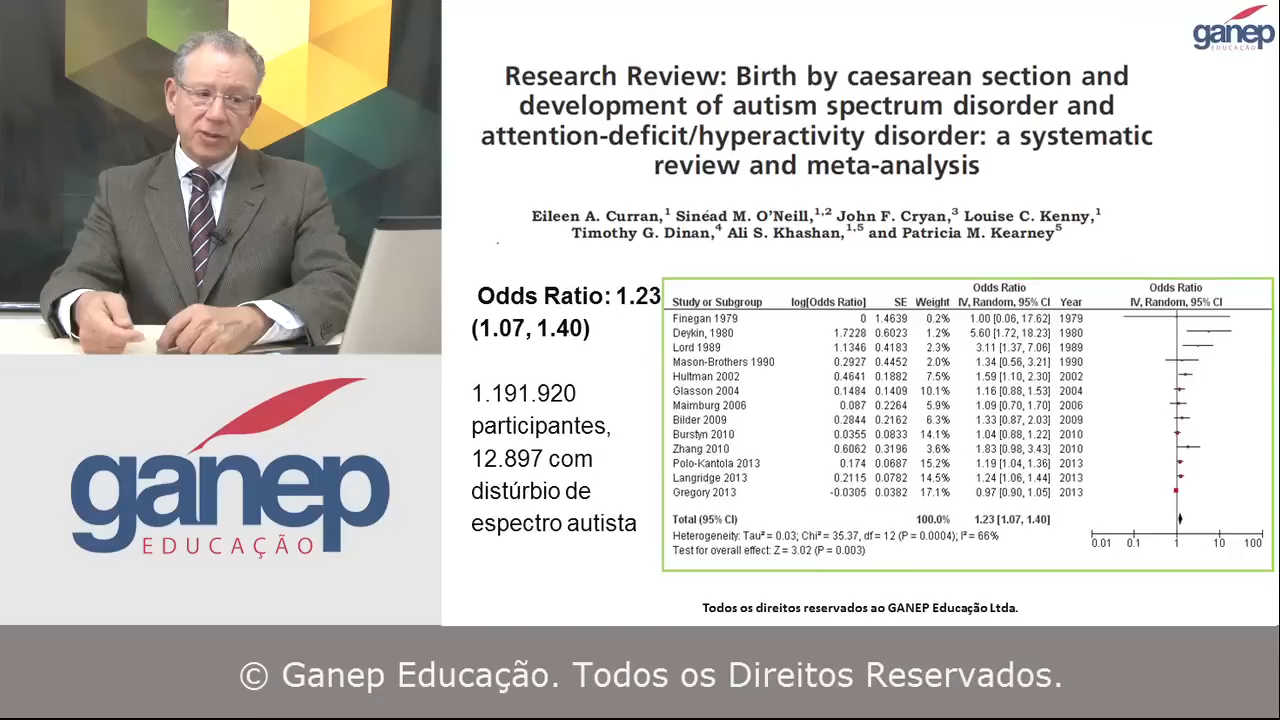 ganep
EDUCAÇÃO
Research Review: Birth by caesarean section and
development of autism spectrum disorder and
attention-deficit/hyperactivity disorder: a systematic
review and meta-analysis
Eileen A. Curran,1 Sinéad M. O'Neill,1,2 John F. Cryan,3 Louise C. Kenny,1
Timothy G. Dinan,4 Ali S. Khashan,1,5 and Patricia M. Kearney5
Odds Ratio: 1.23
(1.07, 1.40)
1.191.920
participantes,
12.897 com
distúrbio de
espectro autista
Odds Ratio Odds Ratio
Study or Subgroup log[Odds Ratio] SE Weight IV, Random, 95% CI Year IV, Random, 95% CI
Finegan 1979 0 1.4639 0.2% 1.00 [0.06, 17.62] 1979
Deykin, 1980 1.7228 0.6023 1.2% 5.60 [1.72, 18.23] 1980
Lord 1989 1.1346 0.4183 2.3% 3.11 [1.37, 7.06] 1989
Mason-Brothers 1990 0.2927 0.4452 2.3% 1.34 [0.56, 3.21] 1990
Hultman 2002 0.4641 0.1882 7.5% 1.59 [1.10, 2.30] 2002
Glasson 2004 0.1484 0.1409 10.1% 1.16 [0.88, 1.53] 2004
Maimburg 2006 0.087 0.2264 5.9% 1.09 [0.70, 1.70] 2006
Bilder 2009 0.2844 0.2162 6.3% 1.33 [0.87, 2.03] 2009
Burstyn 2010 0.0355 0.0833 14.1% 1.04 [0.88, 1.22] 2010
Zhang 2010 0.6062 0.3196 3.6% 1.83 [0.98, 3.43] 2010
Polo-Kantola 2013 0.174 0.0687 15.2% 1.19 [1.04, 1.36] 2013
Langridge 2013 0.2115 0.0782 14.5% 1.24 [1.06, 1.44] 2013
Gregory 2013 -0.0305 0.0382 17.1% 0.97 [0.90, 1.05] 2013
Total (95% CI) 100.0% 1.23 [1.07, 1.40]
Heterogeneity: Tau² = 0.03; Chi² = 35.37, df = 12 (P = 0.0004); I² = 66%
Test for overall effect: Z = 3.02 (P = 0.003)
0.01 0.1 1 10 100
Todos os direitos reservados ao GANEP Educação Ltda.
ganep
EDUCAÇÃO
© Ganep Educação. Todos os Direitos Reservados.